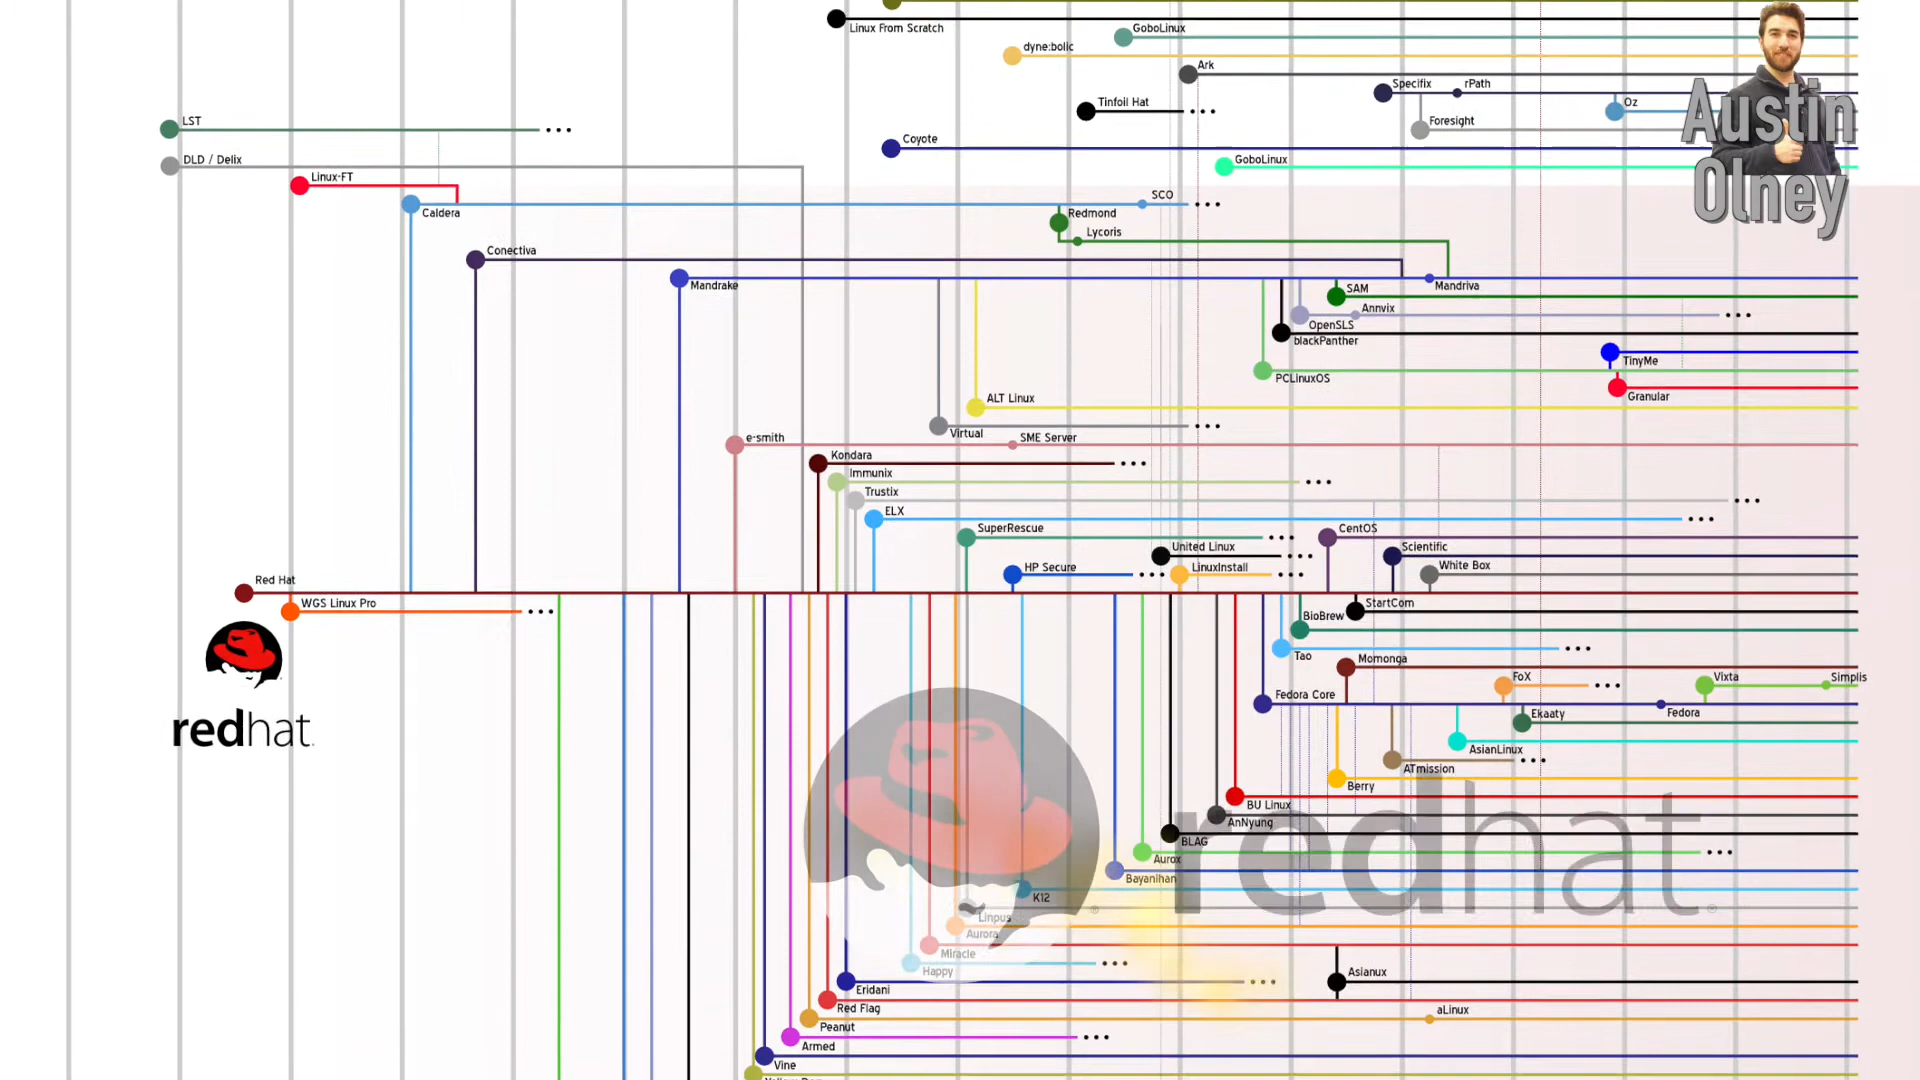 Linux From Scratch
GoboLinux
dyne:bolic
Ark
Specifix
rPath
Tinfoil Hat
Oz
Austin
LST
Foresight
Coyote
DLD / Delix
GoboLinux
Linux-FT
Olney
SCO
Caldera
Redmond
Lycoris
Conectiva
Mandrake
Mandriva
SAM
Annvix
OpenSLS
blackPanther
TinyMe
PCLinuxOS
Granular
ALT Linux
Virtual
e-smith
SME Server
Kondara
Immunix
Trustix
ELX
SuperRescue
CentOS
United Linux
Scientific
HP Secure
LinuxInstall
White Box
Red Hat
WGS Linux Pro
StartCom
BioBrew
Tao
Momonga
FoX
Vixta
Simplis
Fedora Core
Fedora
Ekaaty
redhat
AsianLinux
ATmission
Berry
BU Linux
AnNyung
redhat
BLAG
Aurox
Bayanihan
K12
Linpus
Aurora
Miracle
Happy
Asianux
Eridani
Red Flag
aLinux
Peanut
Armed
Vine